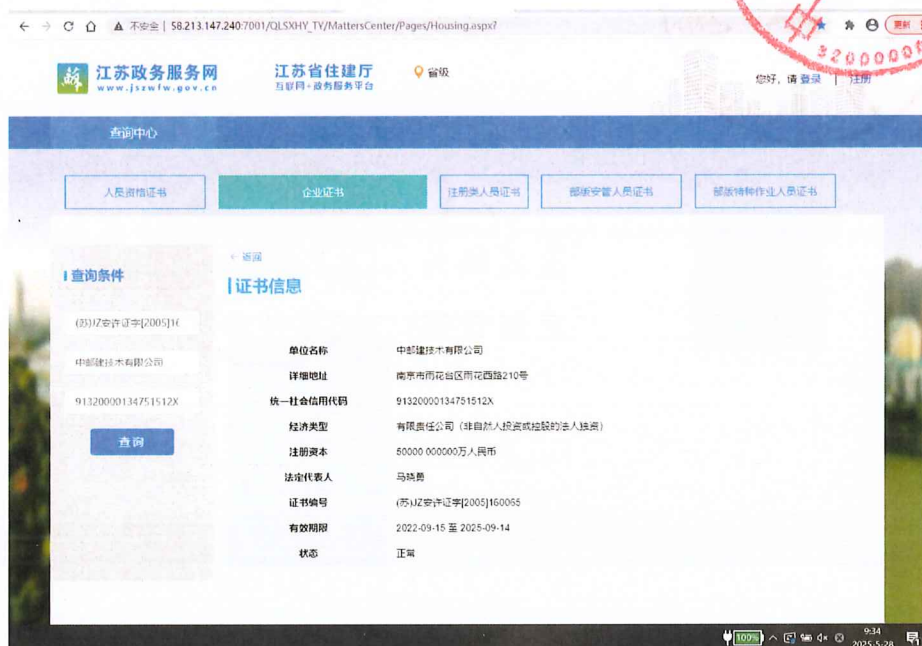 不安全 | 58.213.147.240:7001/QLSXHY_TY/MattersCenter/Pages/Housing.aspx?
更新
中
32000000
江苏政务服务网
www.jszwfw.gov.cn
江苏省住建厅
互联网+政务服务平台
省级
您好，请 登录 | 注册
查询中心
人员资格证书
企业证书
注册类人员证书
部版安管人员证书
部版特种作业人员证书
← 返回
查询条件
证书信息
(苏)JZ安许证字[2005]16
中邮建技术有限公司
91320000134751512X
查询
单位名称 中邮建技术有限公司
详细地址 南京市雨花台区雨花西路210号
统一社会信用代码 91320000134751512X
经济类型 有限责任公司（非自然人投资或控股的法人独资）
注册资本 50000.000000万人民币
法定代表人 马晓勇
证书编号 (苏)JZ安许证字[2005]160065
有效期限 2022-09-15 至 2025-09-14
状态 正常
100%
9:34
2025-5-28